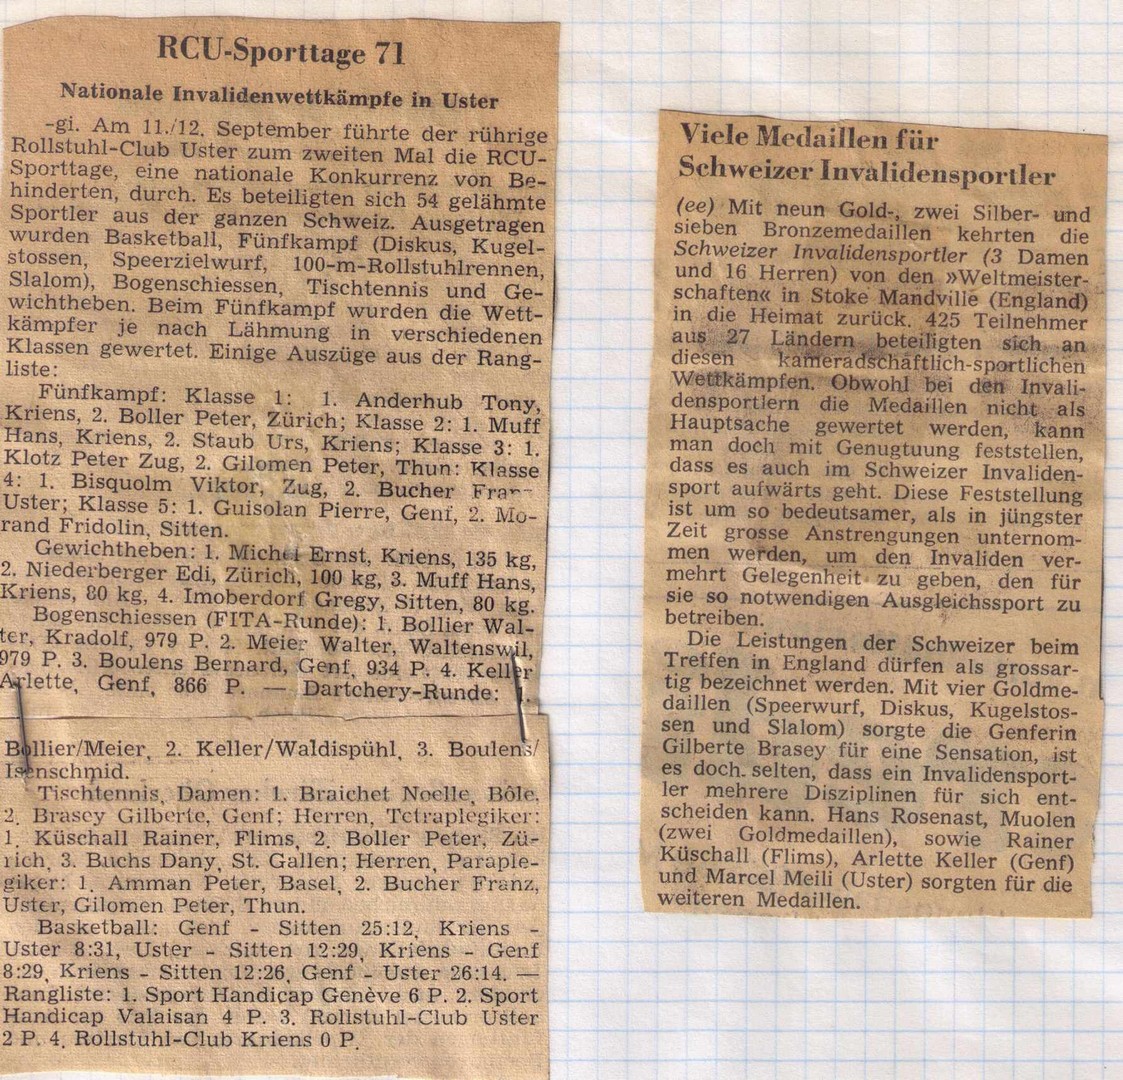 RCU-Sporttage 71
Nationale Invalidenwettkämpfe in Uster
-gi. Am 11./12. September führte der rührige
Rollstuhl-Club Uster zum zweiten Mal die RCU-
Sporttage, eine nationale Konkurrenz von Be-
hinderten, durch. Es beteiligten sich 54 gelähmte
Sportler aus der ganzen Schweiz. Ausgetragen
wurden Basketball, Fünfkampf (Diskus, Kugel-
stossen, Speerzielwurf, 100-m-Rollstuhlrennen,
Slalom), Bogenschiessen, Tischtennis und Ge-
wichtheben. Beim Fünfkampf wurden die Wett-
kämpfer je nach Lähmung in verschiedenen
Klassen gewertet. Einige Auszüge aus der Rang-
liste:
Fünfkampf: Klasse 1: 1. Anderhub Tony,
Kriens, 2. Boller Peter, Zürich; Klasse 2: 1. Muff
Hans, Kriens, 2. Staub Urs, Kriens; Klasse 3: 1.
Klotz Peter Zug, 2. Gilomen Peter, Thun: Klasse
4: 1. Bisquolm Viktor, Zug, 2. Bucher
Uster; Klasse 5: 1. Guisolan Pierre, Genf, 2. Mo-
rand Fridolin, Sitten.
Gewichtheben: 1. Michel Ernst, Kriens, 135 kg,
2. Niederberger Edi, Zürich, 100 kg, 3. Muff Hans,
Kriens, 80 kg, 4. Imoberdorf Gregy, Sitten, 80 kg.
Bogenschiessen (FITA-Runde): 1. Bollier Wal-
ter, Kradolf, 979 P. 2. Meier Walter, Waltenswil,
979 P. 3. Boulens Bernard, Genf, 934 P. 4. Keller
Arlette, Genf, 866 P. — Dartchery-Runde:
Bollier/Meier, 2. Keller/Waldispühl, 3. Boulens/
Isenschmid.
Tischtennis, Damen: 1. Braichet Noelle, Bôle,
2. Brasey Gilberte, Genf; Herren, Tetraplegiker:
1. Küschall Rainer, Flims, 2. Boller Peter, Zü-
rich, 3. Buchs Dany, St. Gallen; Herren, Paraple-
giker: 1. Amman Peter, Basel, 2. Bucher Franz,
Uster, Gilomen Peter, Thun.
Basketball: Genf - Sitten 25:12, Kriens -
Uster 8:31, Uster - Sitten 12:29, Kriens - Genf
8:29, Kriens - Sitten 12:26, Genf - Uster 26:14. —
Rangliste: 1. Sport Handicap Genève 6 P. 2. Sport
Handicap Valaisan 4 P. 3. Rollstuhl-Club Uster
2 P. 4. Rollstuhl-Club Kriens 0 P.
Viele Medaillen für
Schweizer Invalidensportler
(ee) Mit neun Gold-, zwei Silber- und
sieben Bronzemedaillen kehrten die
Schweizer Invalidensportler (3 Damen
und 16 Herren) von den »Weltmeister-
schaften« in Stoke Mandville (England)
in die Heimat zurück. 425 Teilnehmer
aus 27 Ländern beteiligten sich an
diesen kameradschaftlich-sportlichen
Wettkämpfen. Obwohl bei den Invali-
densportlern die Medaillen nicht als
Hauptsache gewertet werden, kann
man doch mit Genugtuung feststellen,
dass es auch im Schweizer Invaliden-
sport aufwärts geht. Diese Feststellung
ist um so bedeutsamer, als in jüngster
Zeit grosse Anstrengungen unternom-
men werden, um den Invaliden ver-
mehrt Gelegenheit zu geben, den für
sie so notwendigen Ausgleichssport zu
betreiben.
Die Leistungen der Schweizer beim
Treffen in England dürfen als grossar-
tig bezeichnet werden. Mit vier Goldme-
daillen (Speerwurf, Diskus, Kugelstos-
sen und Slalom) sorgte die Genferin
Gilberte Brasey für eine Sensation, ist
es doch selten, dass ein Invalidensport-
ler mehrere Disziplinen für sich ent-
scheiden kann. Hans Rosenast, Muolen
(zwei Goldmedaillen), sowie Rainer
Küschall (Flims), Arlette Keller (Genf)
und Marcel Meili (Uster) sorgten für die
weiteren Medaillen.